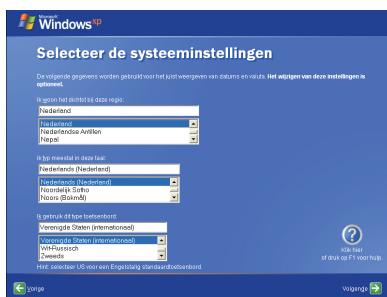 Microsoft
Windows xp
Selecteer de systeeminstellingen
De volgende gegevens worden gebruikt voor het juist weergeven van datums en valuta. Het wijzigen van deze instellingen is
optioneel.
Ik woon het dichtst bij deze regio:
Nederland
Nederland
Nederlandse Antillen
Nepal
Ik typ meestal in deze taal:
Nederlands (Nederland)
Nederlands (Nederland)
Noordelijk Sotho
Noors (Bokmål)
Ik gebruik dit type toetsenbord:
Verenigde Staten (internationaal)
Verenigde Staten (internationaal)
Wit-Russisch
Zweeds
Hint: selecteer US voor een Engelstalig standaardtoetsenbord.
Klik hier
of druk op F1 voor hulp.
Vorige
Volgende